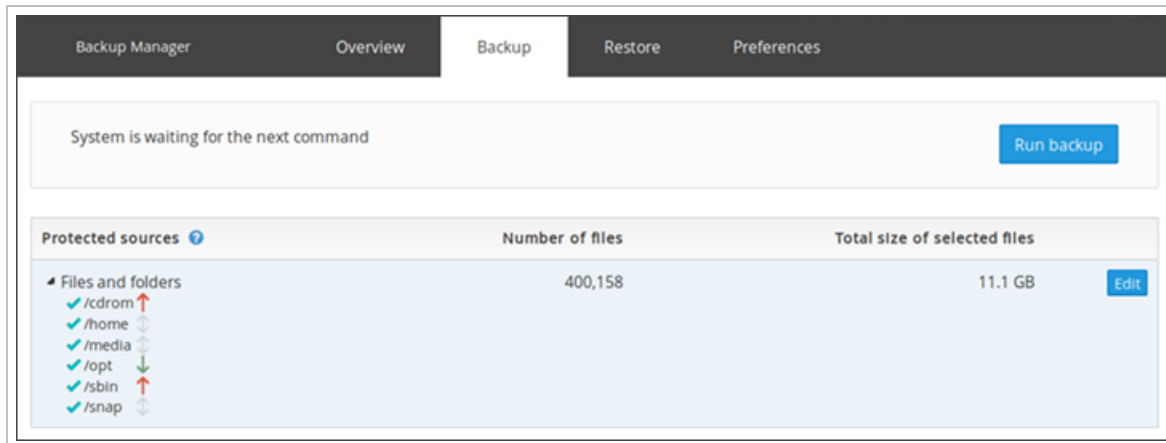 Backup Manager Overview Backup Restore Preferences
System is waiting for the next command Run backup
Protected sources ? Number of files Total size of selected files
Files and folders 400,158 11.1 GB Edit
/cdrom
/home
/media
/opt
/sbin
/snap